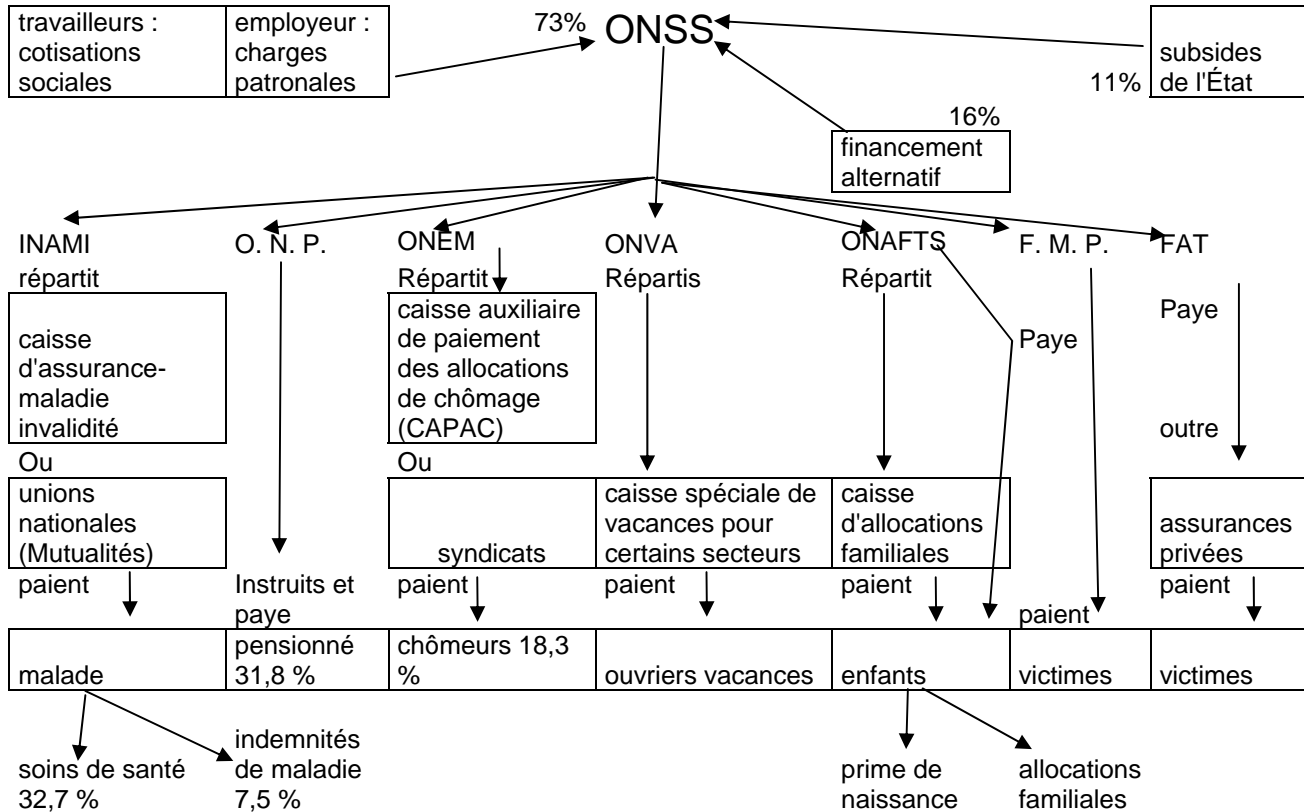 travailleurs :
cotisations
sociales
employeur :
charges
patronales
73%
ONSS
subsides
de l'État
11%
16%
financement
alternatif
INAMI
répartit
O. N. P.
ONEM
Répartit
ONVA
Répartis
ONAFTS
Répartit
F. M. P.
FAT
caisse
d'assurance-
maladie
invalidité
Ou
unions
nationales
(Mutualités)
paient
Instruits et
paye
caisse auxiliaire
de paiement
des allocations
de chômage
(CAPAC)
Ou
syndicats
paient
caisse spéciale de
vacances pour
certains secteurs
paient
caisse
d'allocations
familiales
paient
Paye
paient
Paye
outre
assurances
privées
paient
malade
pensionné
31,8 %
chômeurs 18,3
%
ouvriers vacances
enfants
victimes
victimes
soins de santé
32,7 %
indemnités
de maladie
7,5 %
prime de
naissance
allocations
familiales